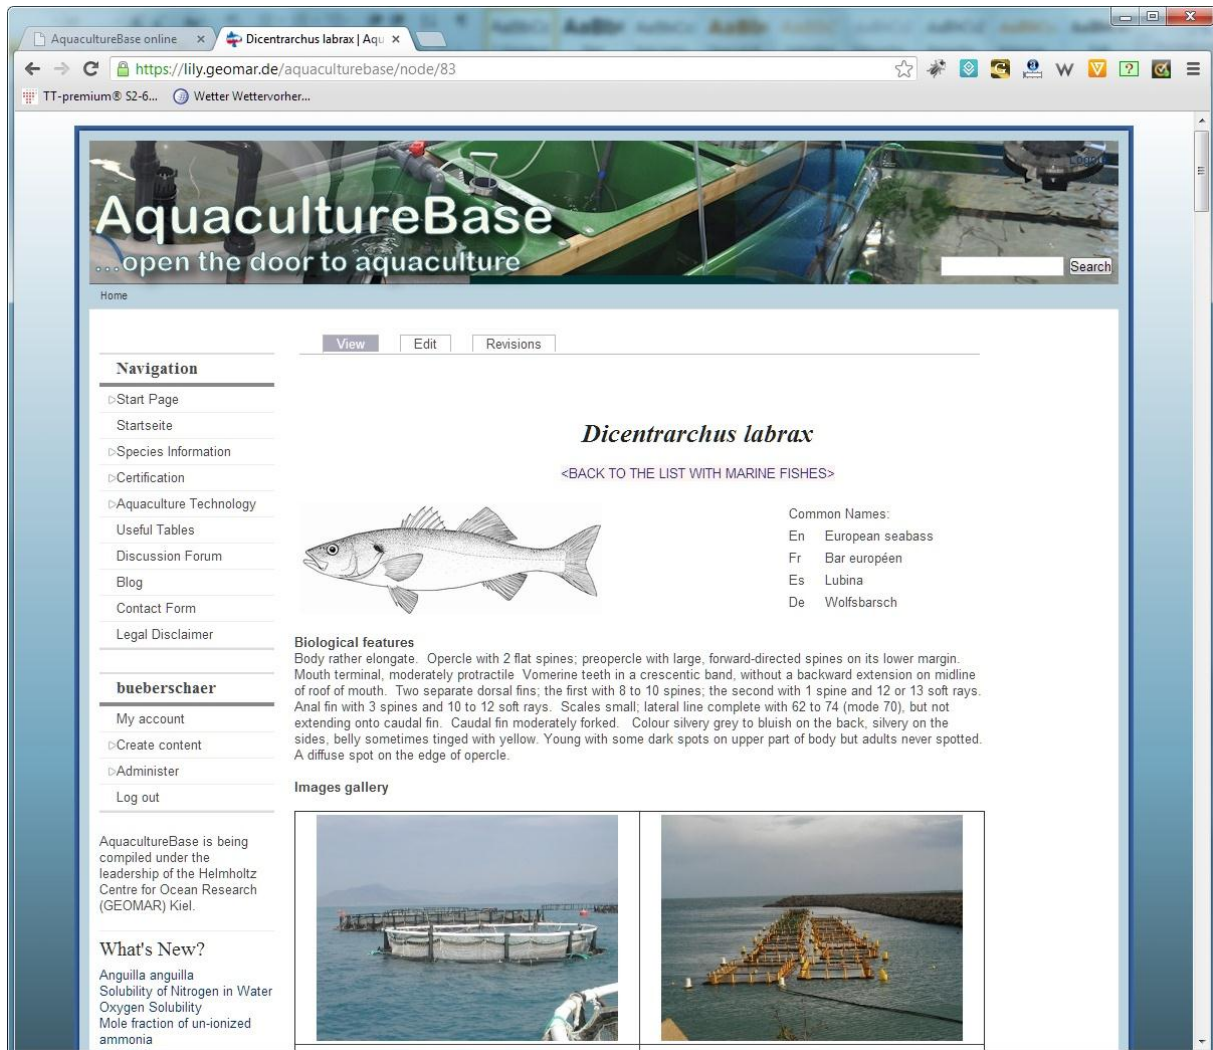 AquacultureBase online
Dicentrarchus labrax | Aqu
https://lily.geomar.de/aquaculturebase/node/83
TT-premium® S2-6... Wetter Wettervorher...
AquacultureBase
...open the door to aquaculture
Search
Home
View Edit Revisions
Navigation
Start Page
Startseite
Species Information
Certification
Aquaculture Technology
Useful Tables
Discussion Forum
Blog
Contact Form
Legal Disclaimer
bueberschaer
My account
Create content
Administer
Log out
AquacultureBase is being
compiled under the
leadership of the Helmholtz
Centre for Ocean Research
(GEOMAR) Kiel.
What's New?
Anguilla anguilla
Solubility of Nitrogen in Water
Oxygen Solubility
Mole fraction of un-ionized
ammonia
Dicentrarchus labrax
<BACK TO THE LIST WITH MARINE FISHES>
Common Names:
En European seabass
Fr Bar européen
Es Lubina
De Wolfsbarsch
Biological features
Body rather elongate. Opercle with 2 flat spines; preopercle with large, forward-directed spines on its lower margin.
Mouth terminal, moderately protractile Vomerine teeth in a crescentic band, without a backward extension on midline
of roof of mouth. Two separate dorsal fins; the first with 8 to 10 spines; the second with 1 spine and 12 or 13 soft rays.
Anal fin with 3 spines and 10 to 12 soft rays. Scales small; lateral line complete with 62 to 74 (mode 70), but not
extending onto caudal fin. Caudal fin moderately forked. Colour silvery grey to bluish on the back, silvery on the
sides, belly sometimes tinged with yellow. Young with some dark spots on upper part of body but adults never spotted.
A diffuse spot on the edge of opercle.
Images gallery